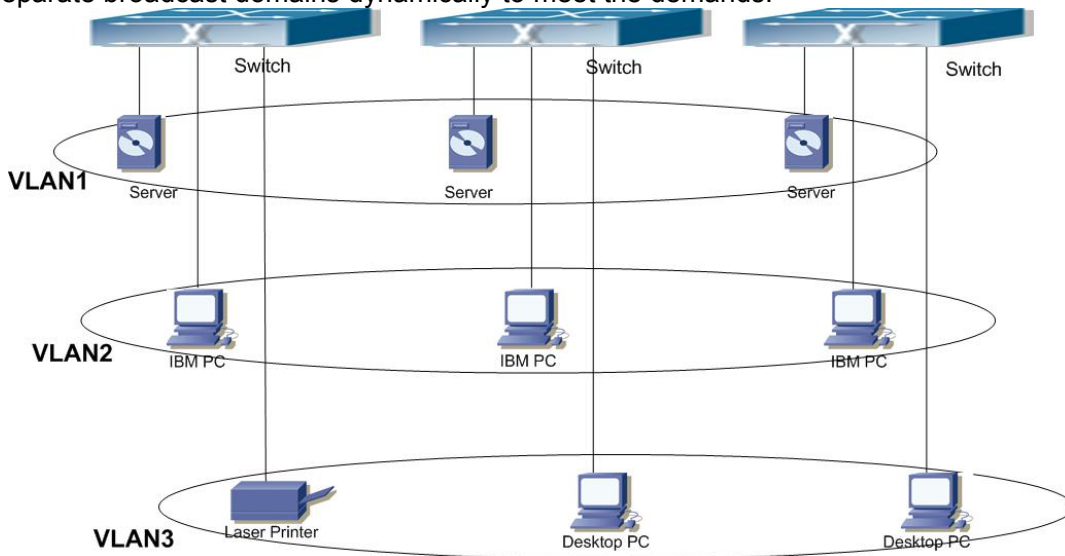 separate broadcast domains dynamically to meet the demands.
Switch Switch Switch
VLAN1
Server Server Server
VLAN2
IBM PC IBM PC IBM PC
VLAN3
Laser Printer Desktop PC Desktop PC